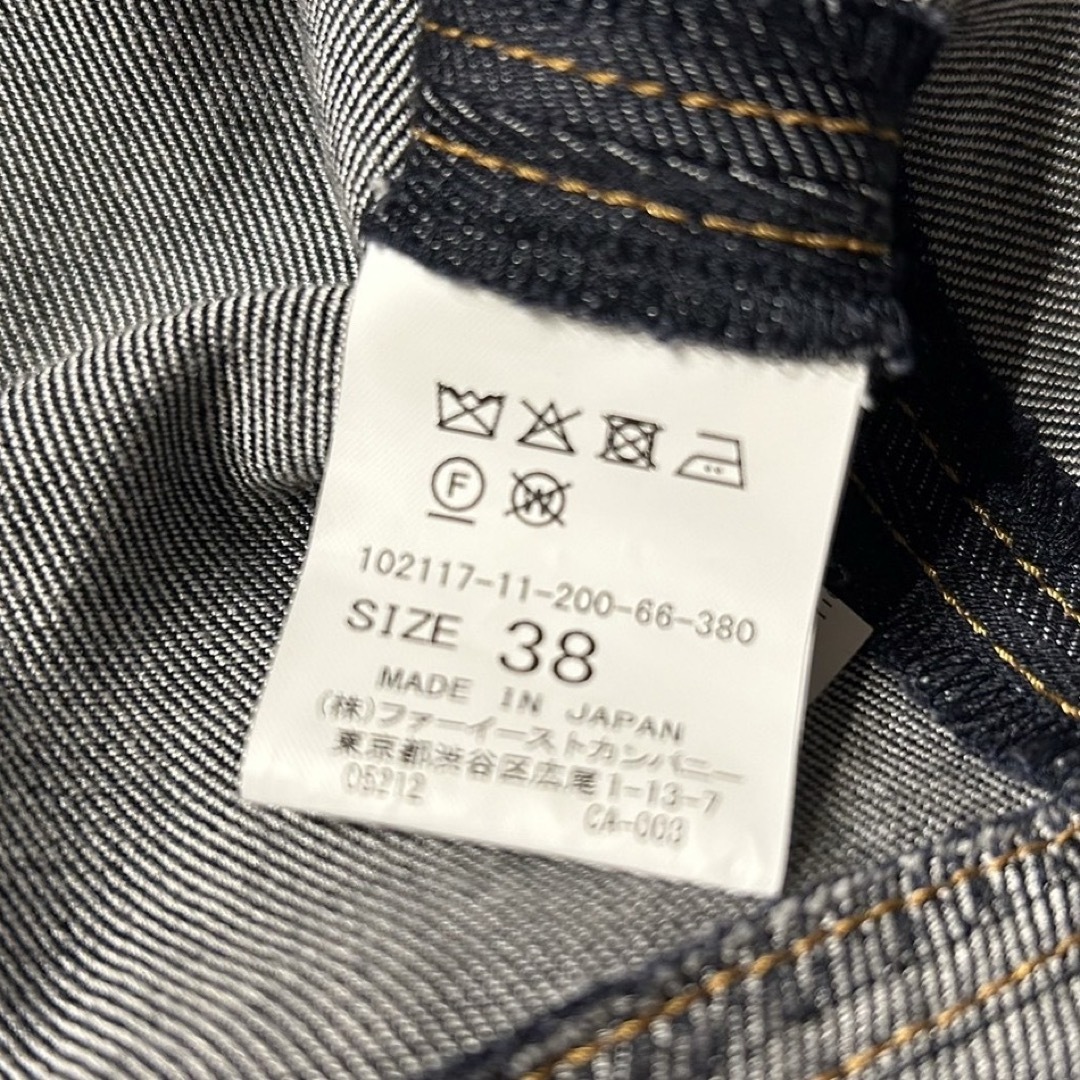 F W
102117-11-200-66-380
SIZE 38
MADE IN JAPAN
(株)ファーイーストカンパニー
東京都渋谷区広尾1-13-7
05212 CA-003